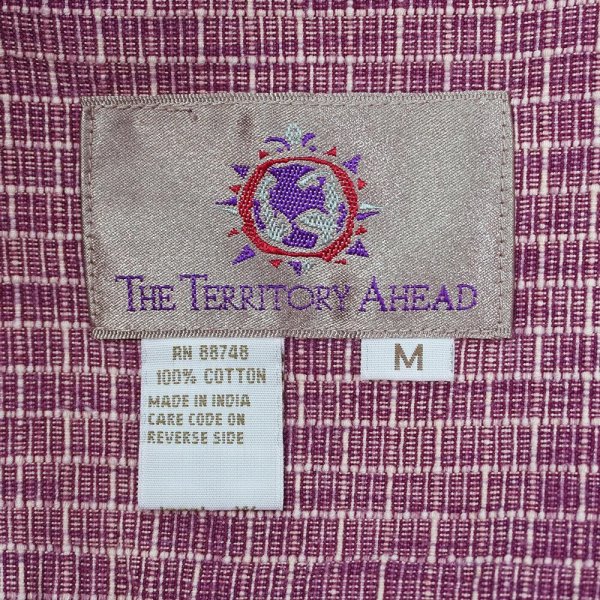 THE TERRITORY AHEAD
RN 88748
100% COTTON
MADE IN INDIA
CARE CODE ON
REVERSE SIDE
M